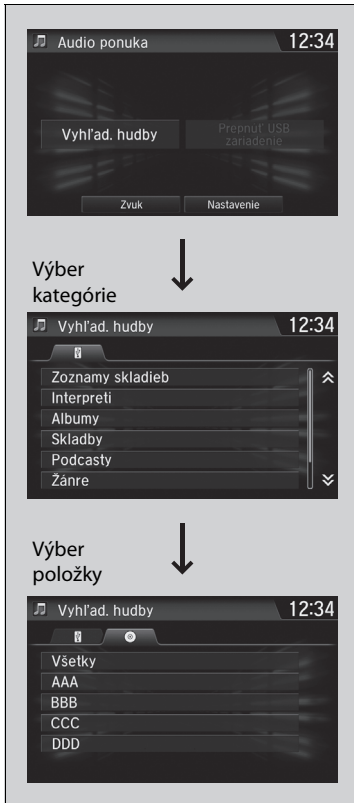 Audio ponuka 12:34
Vyhľad. hudby
Prepnuť USB
zariadenie
Zvuk Nastavenie
Výber
kategórie
Vyhľad. hudby 12:34
Zoznamy skladieb
Interpreti
Albumy
Skladby
Podcasty
Žánre
Výber
položky
Vyhľad. hudby 12:34
Všetky
AAA
BBB
CCC
DDD